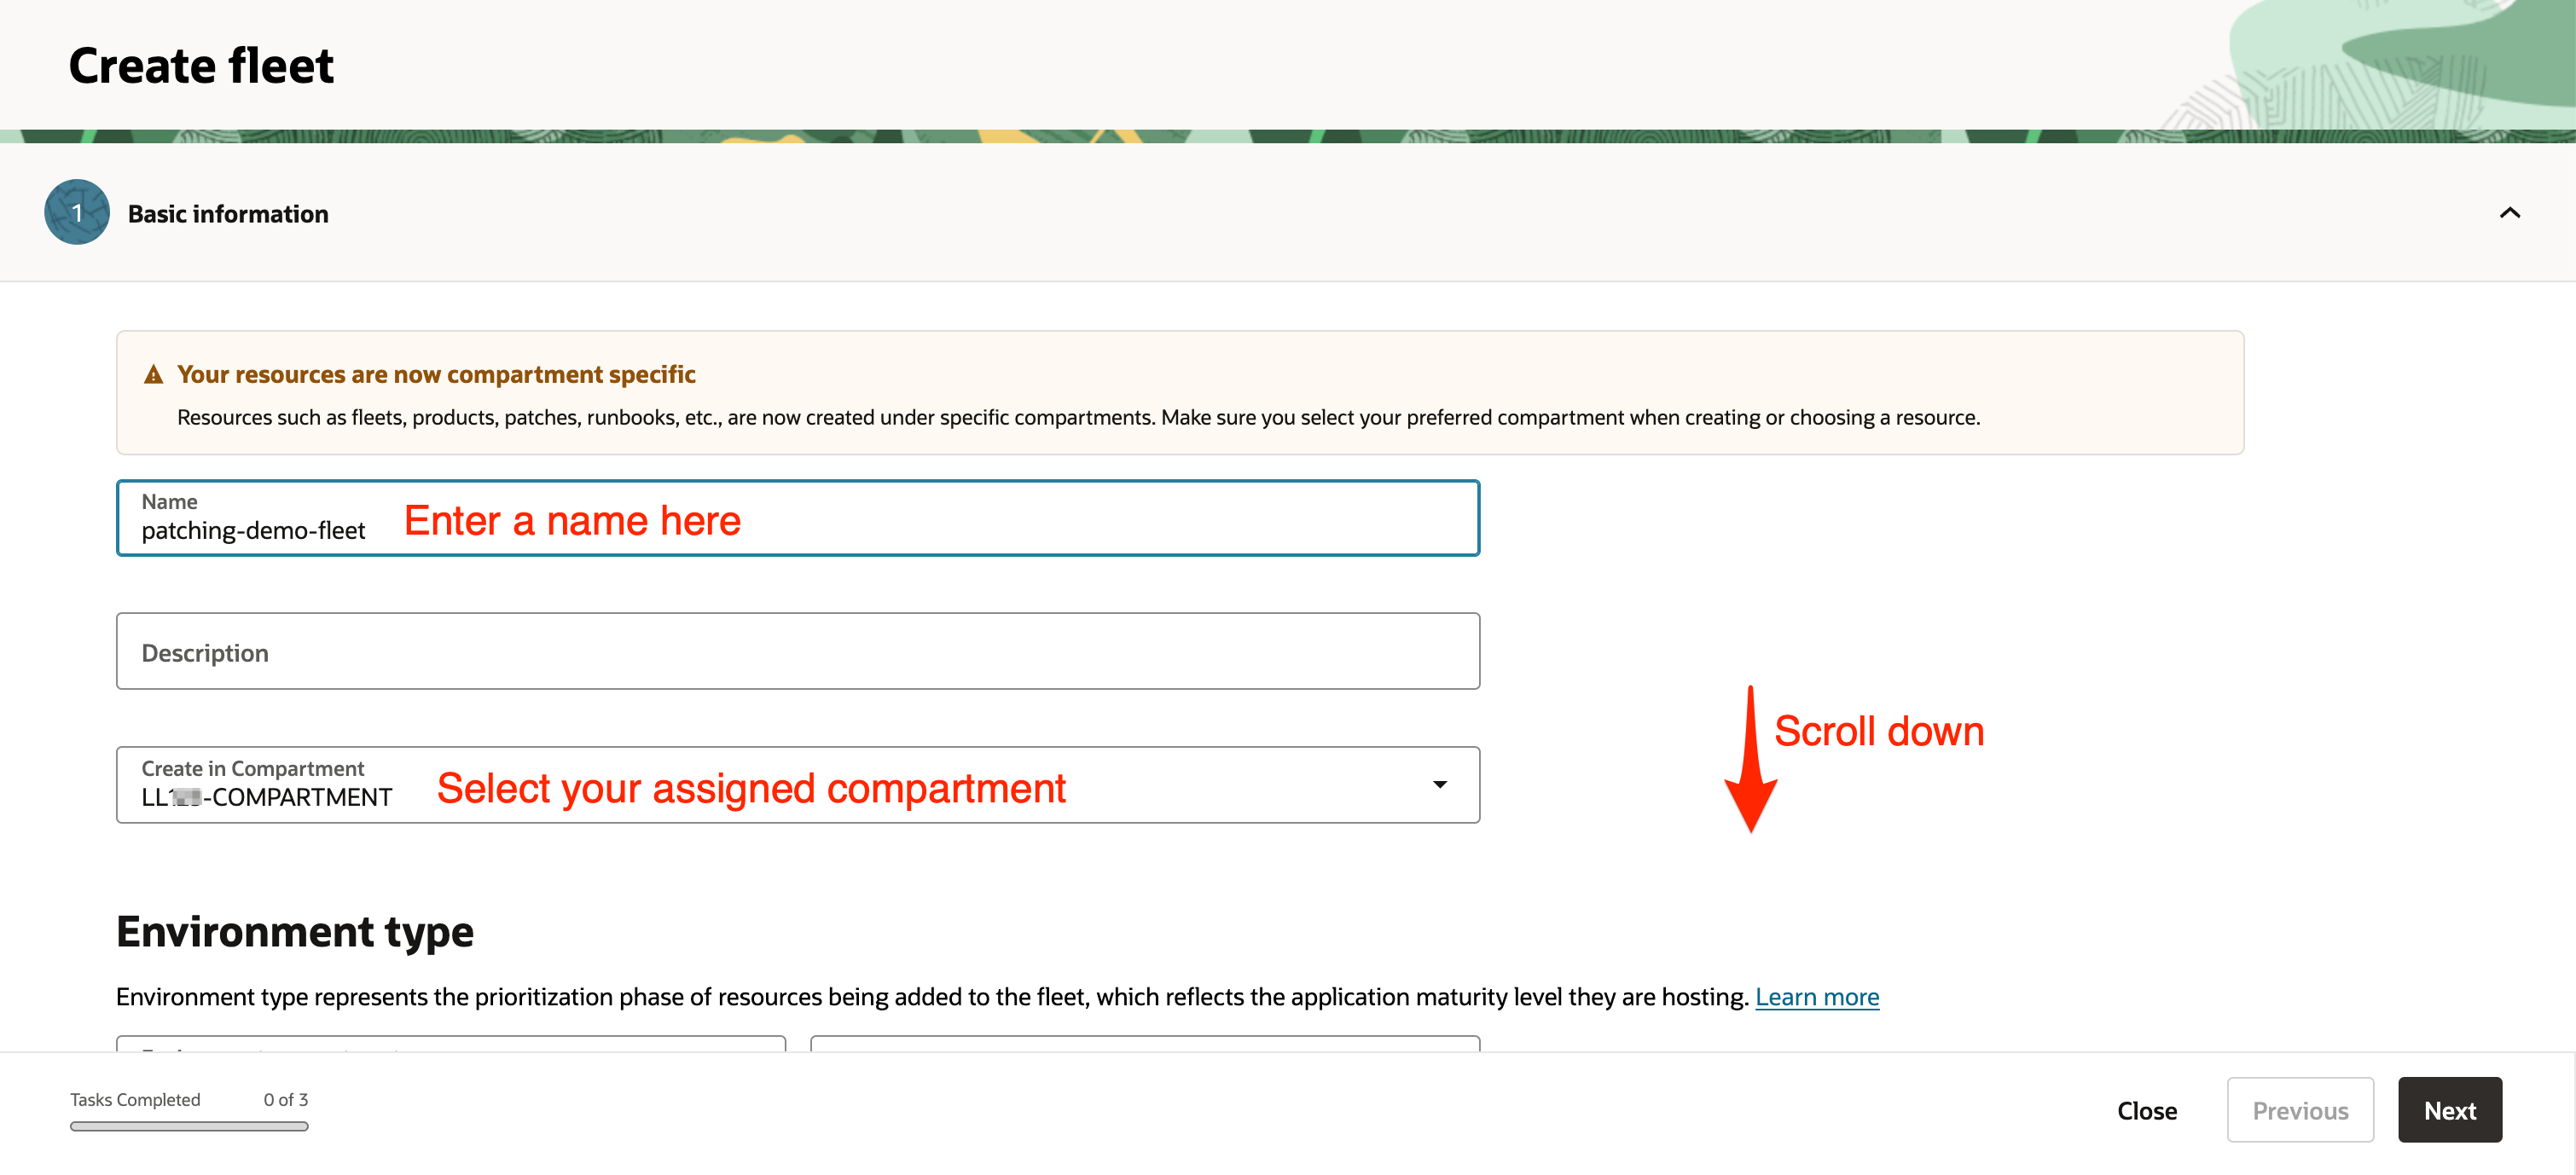 Create fleet
1
Basic information
Your resources are now compartment specific
Resources such as fleets, products, patches, runbooks, etc., are now created under specific compartments. Make sure you select your preferred compartment when creating or choosing a resource.
Name
patching-demo-fleet
Enter a name here
Description
Scroll down
Create in Compartment
-COMPARTMENT
Select your assigned compartment
Environment type
Environment type represents the prioritization phase of resources being added to the fleet, which reflects the application maturity level they are hosting. Learn more
Tasks Completed 0 of 3
Close
Previous
Next